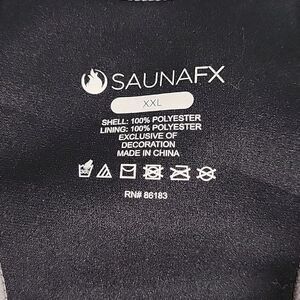 SAUNAFX
XXL
SHELL: 100% POLYESTER
LINING: 100% POLYESTER
EXCLUSIVE OF
DECORATION
MADE IN CHINA
RN# 86183